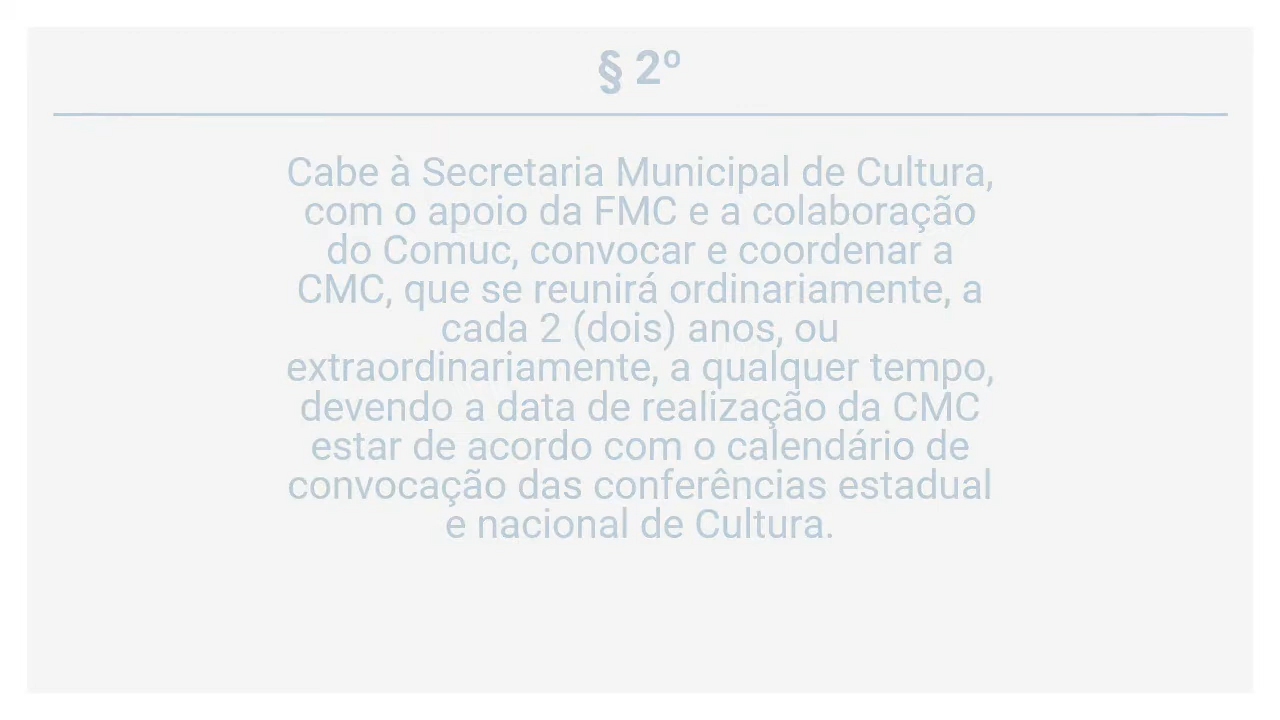 § 2º
Cabe à Secretaria Municipal de Cultura,
com o apoio da FMC e a colaboração
do Comuc, convocar e coordenar a
CMC, que se reunirá ordinariamente, a
cada 2 (dois) anos, ou
extraordinariamente, a qualquer tempo,
devendo a data de realização da CMC
estar de acordo com o calendário de
convocação das conferências estadual
e nacional de Cultura.